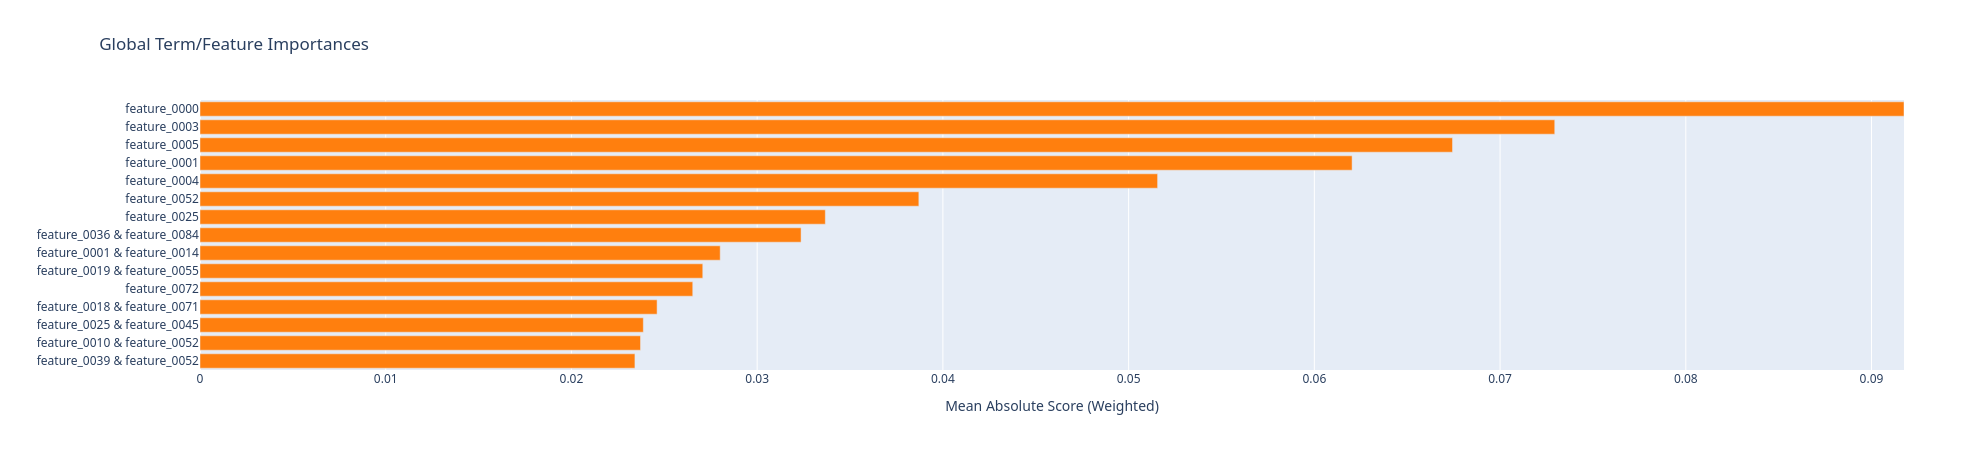 Global Term/Feature Importances
feature_0000
feature_0003
feature_0005
feature_0001
feature_0004
feature_0052
feature_0025
feature_0036 & feature_0084
feature_0001 & feature_0014
feature_0019 & feature_0055
feature_0072
feature_0018 & feature_0071
feature_0025 & feature_0045
feature_0010 & feature_0052
feature_0039 & feature_0052
0 0.01 0.02 0.03 0.04 0.05 0.06 0.07 0.08 0.09
Mean Absolute Score (Weighted)